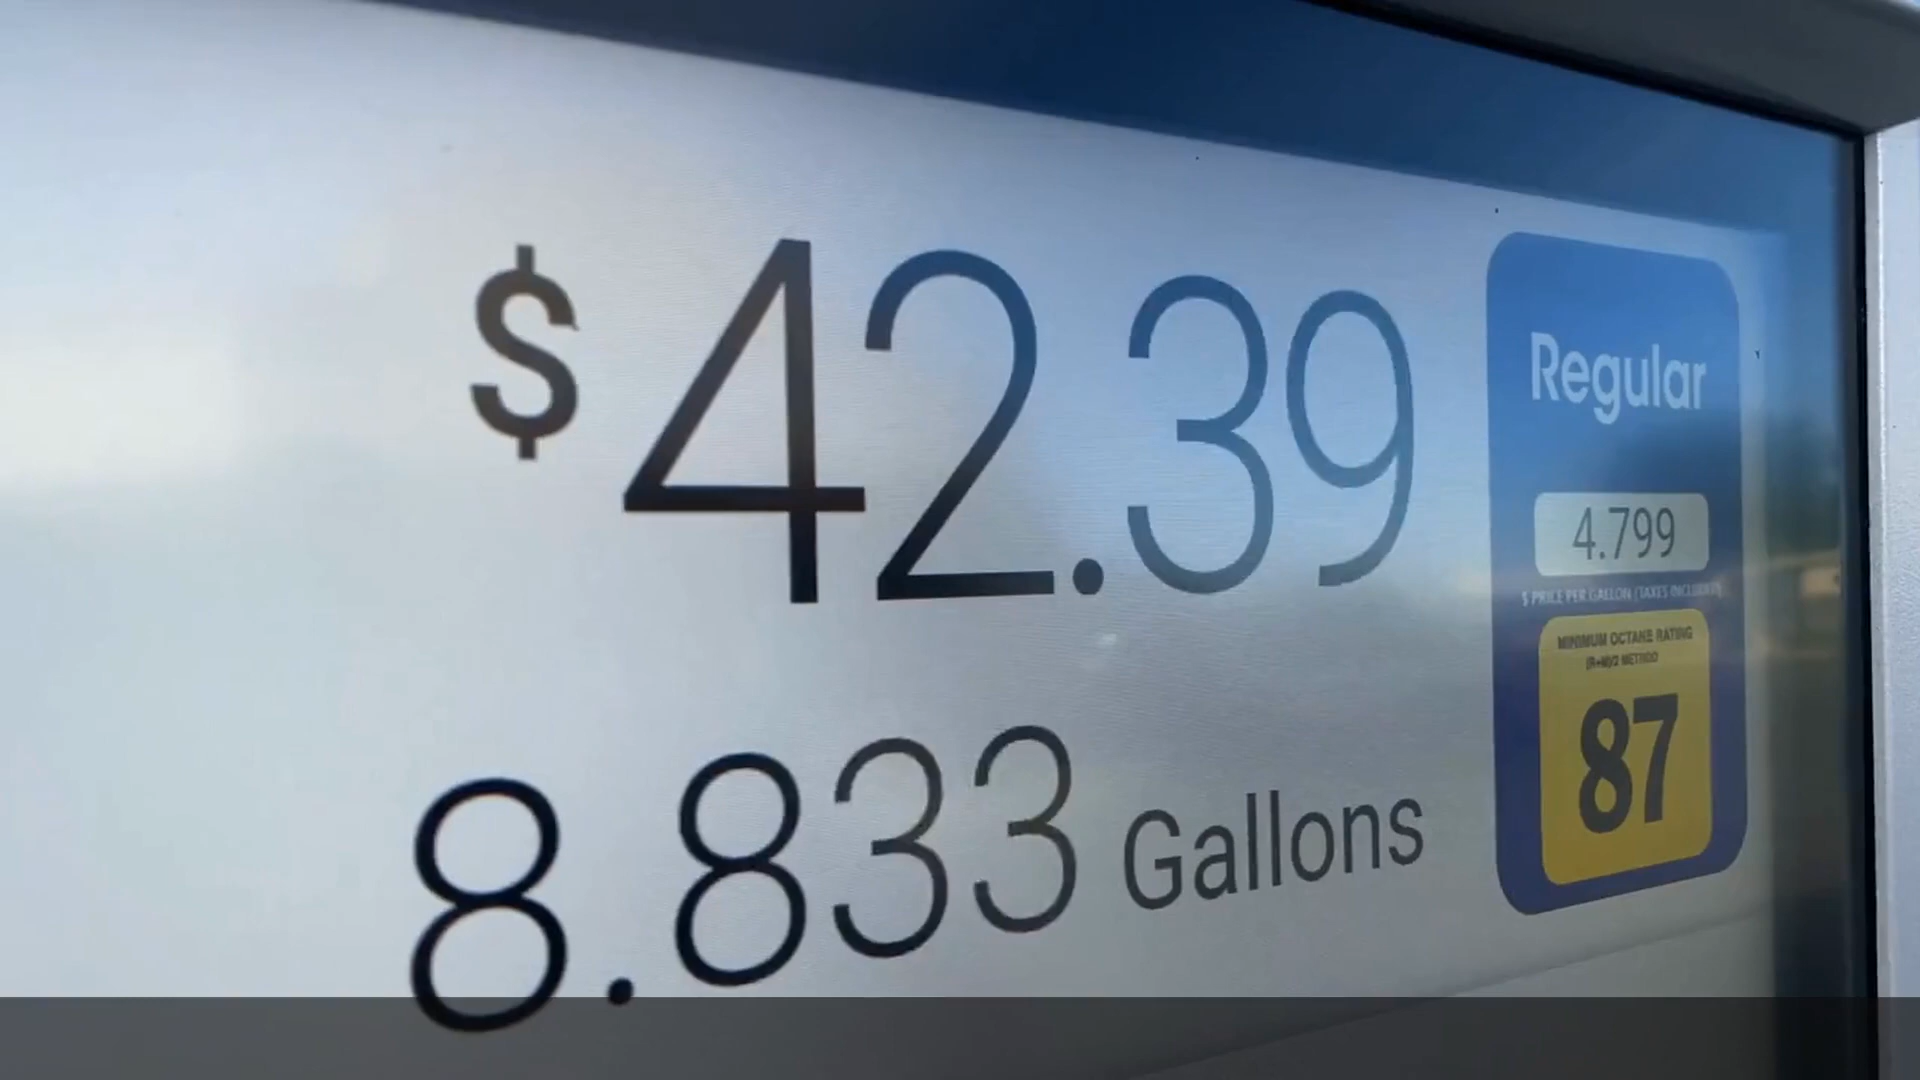 $42.39
8.833 Gallons
Regular
4.799
$ PRICE PER GALLON (TAXES INCLUDED)
MINIMUM OCTANE RATING
(R+M)/2 METHOD
87